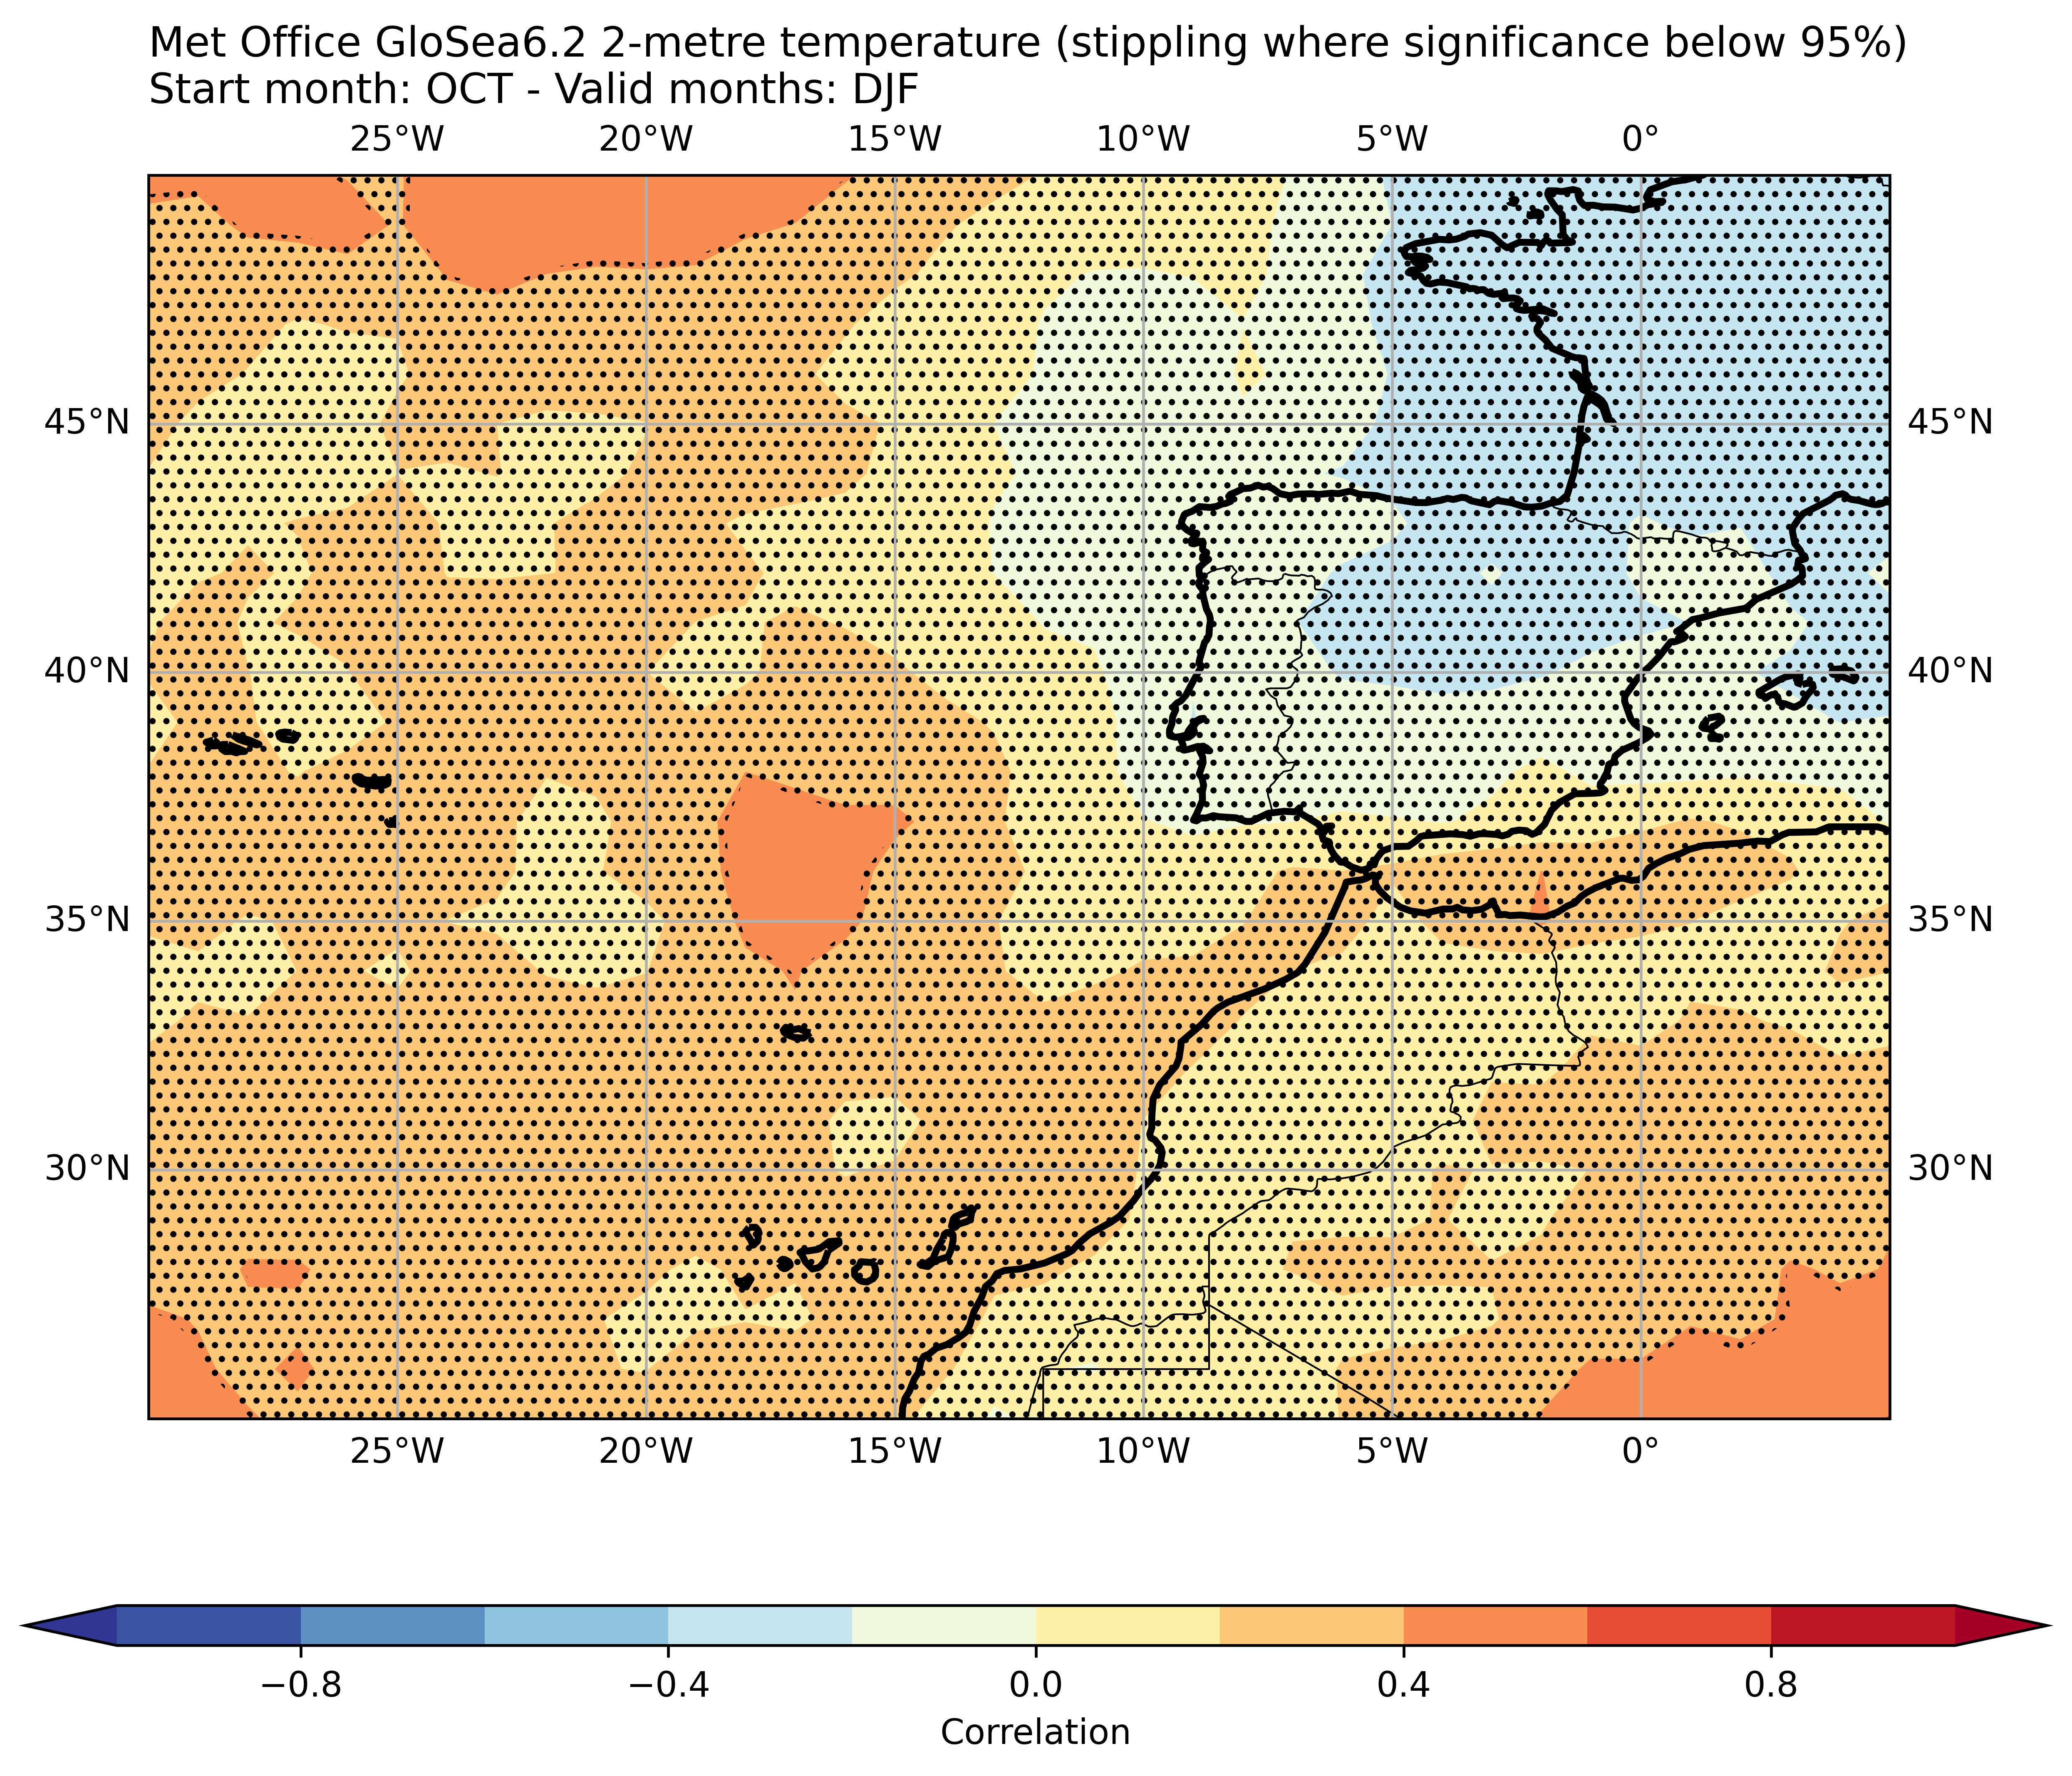 Met Office GloSea6.2 2-metre temperature (stippling where significance below 95%)
Start month: OCT - Valid months: DJF
25°W 20°W 15°W 10°W 5°W 0°
45°N 45°N
40°N 40°N
35°N 35°N
30°N 30°N
25°W 20°W 15°W 10°W 5°W 0°
−0.8 −0.4 0.0 0.4 0.8
Correlation